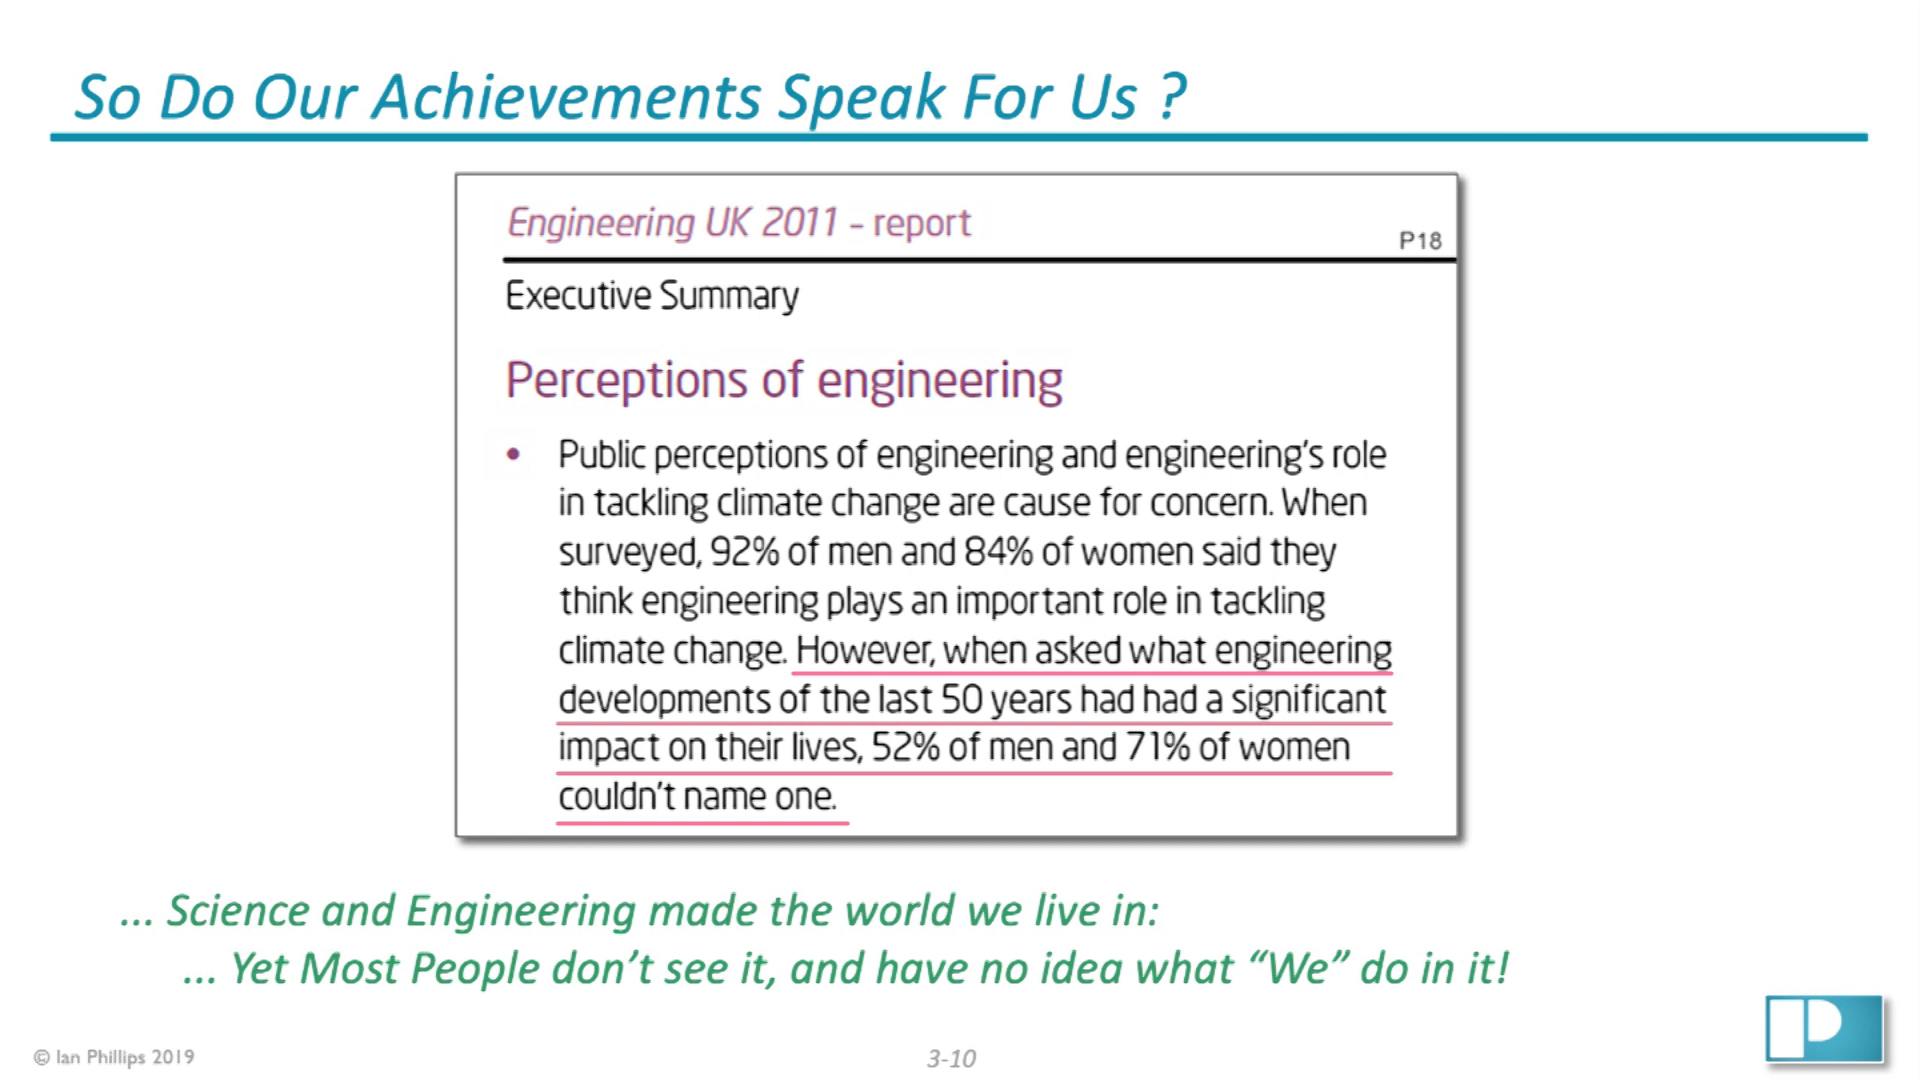 So Do Our Achievements Speak For Us ?
Engineering UK 2011 – report
P18
Executive Summary
Perceptions of engineering
• Public perceptions of engineering and engineering's role
in tackling climate change are cause for concern. When
surveyed, 92% of men and 84% of women said they
think engineering plays an important role in tackling
climate change. However, when asked what engineering
developments of the last 50 years had had a significant
impact on their lives, 52% of men and 71% of women
couldn't name one.
... Science and Engineering made the world we live in:
... Yet Most People don't see it, and have no idea what “We” do in it!
© Ian Phillips 2019
3-10
P